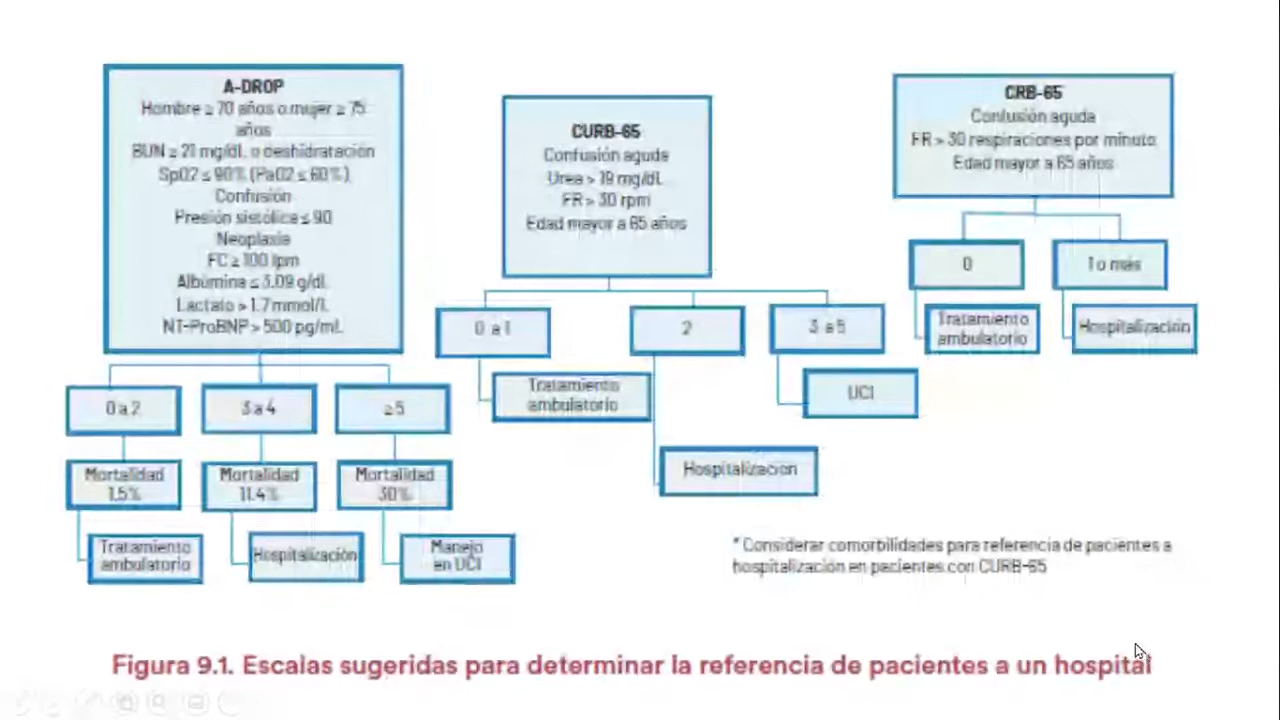 A-DROP
Hombre ≥ 70 años o mujer ≥ 75
años
BUN ≥ 21 mg/dL o deshidratación
SpO2 ≤ 90% (PaO2 ≤ 60%)
Confusión
Presión sistólica ≤ 90
Neoplasia
FC ≥ 100 lpm
Albúmina ≤ 3.09 g/dL
Lactato > 1.7 mmol/L
NT-ProBNP > 500 pg/mL
0 a 2
3 a 4
≥ 5
Mortalidad
1.5%
Mortalidad
11.4%
Mortalidad
30%
Tratamiento
ambulatorio
Hospitalización
Manejo
en UCI
CURB-65
Confusión aguda
Urea > 19 mg/dL
FR > 30 rpm
Edad mayor a 65 años
0 a 1
2
3 a 5
Tratamiento
ambulatorio
Hospitalización
UCI
CRB-65
Confusión aguda
FR > 30 respiraciones por minuto
Edad mayor a 65 años
0
1 o más
Tratamiento
ambulatorio
Hospitalización
* Considerar comorbilidades para referencia de pacientes a
hospitalización en pacientes con CURB-65
Figura 9.1. Escalas sugeridas para determinar la referencia de pacientes a un hospital